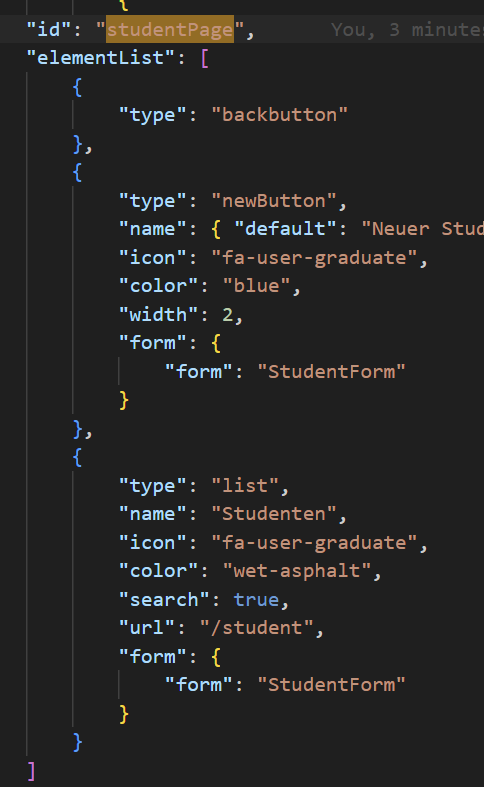 {
"id": "studentPage", You, 3 minutes
"elementList": [
{
"type": "backbutton"
},
{
"type": "newButton",
"name": { "default": "Neuer Stud
"icon": "fa-user-graduate",
"color": "blue",
"width": 2,
"form": {
"form": "StudentForm"
}
},
{
"type": "list",
"name": "Studenten",
"icon": "fa-user-graduate",
"color": "wet-asphalt",
"search": true,
"url": "/student",
"form": {
"form": "StudentForm"
}
}
]